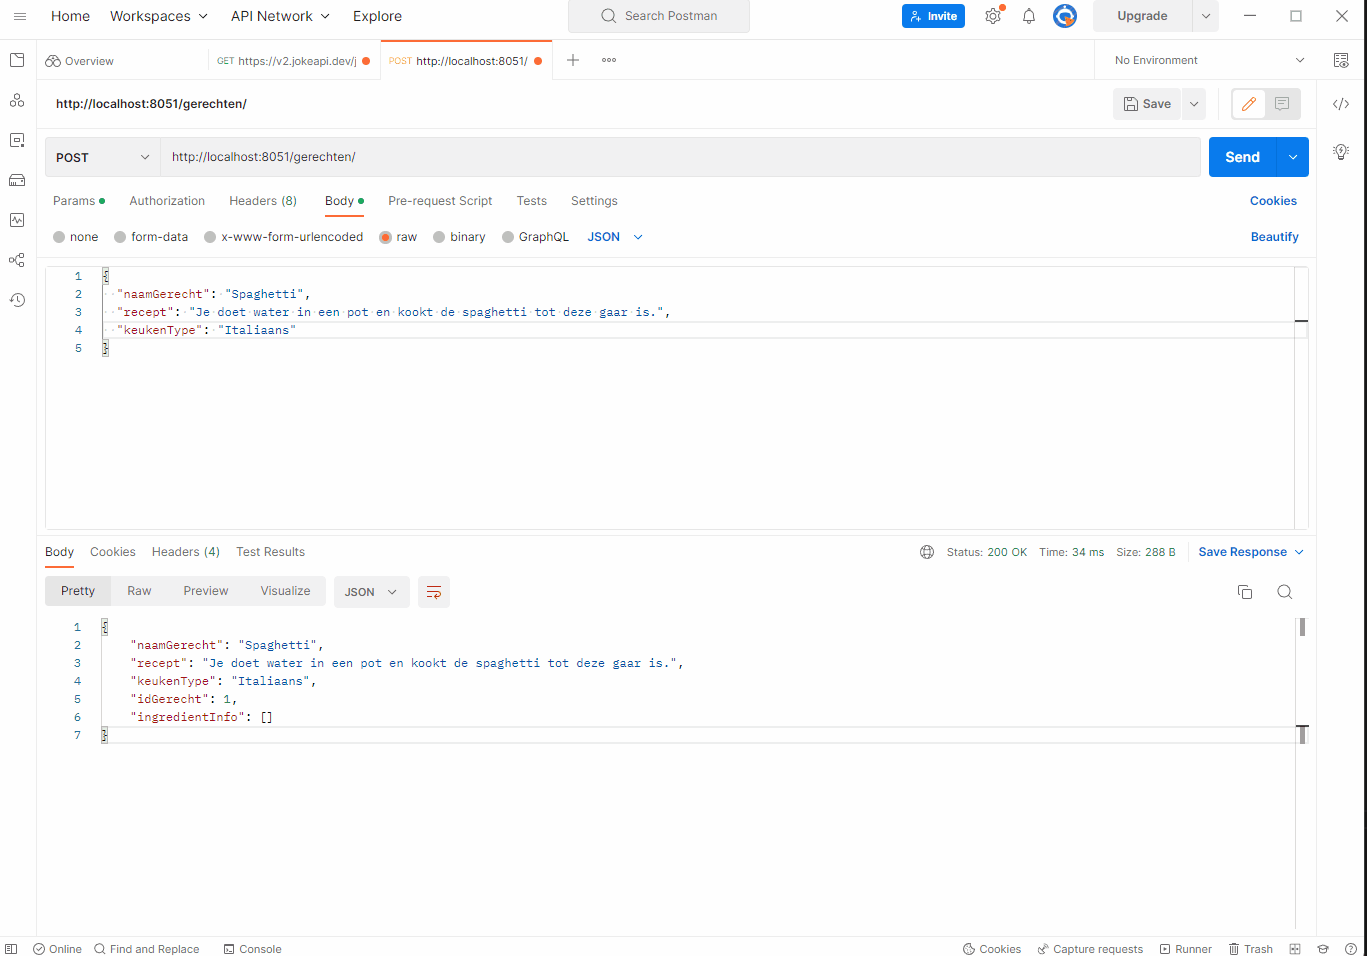 Home Workspaces API Network Explore Search Postman Invite Upgrade
Overview GET https://v2.jokeapi.dev/j POST http://localhost:8051/ No Environment
http://localhost:8051/gerechten/ Save
POST http://localhost:8051/gerechten/ Send
Params Authorization Headers (8) Body Pre-request Script Tests Settings Cookies
none form-data x-www-form-urlencoded raw binary GraphQL JSON Beautify
1 {
2 "naamGerecht": "Spaghetti",
3 "recept": "Je doet water in een pot en kookt de spaghetti tot deze gaar is.",
4 "keukenType": "Italiaans"
5 }
Body Cookies Headers (4) Test Results Status: 200 OK Time: 34 ms Size: 288 B Save Response
Pretty Raw Preview Visualize JSON
1 {
2 "naamGerecht": "Spaghetti",
3 "recept": "Je doet water in een pot en kookt de spaghetti tot deze gaar is.",
4 "keukenType": "Italiaans",
5 "idGerecht": 1,
6 "ingredientInfo": []
7 }
Online Find and Replace Console Cookies Capture requests Runner Trash